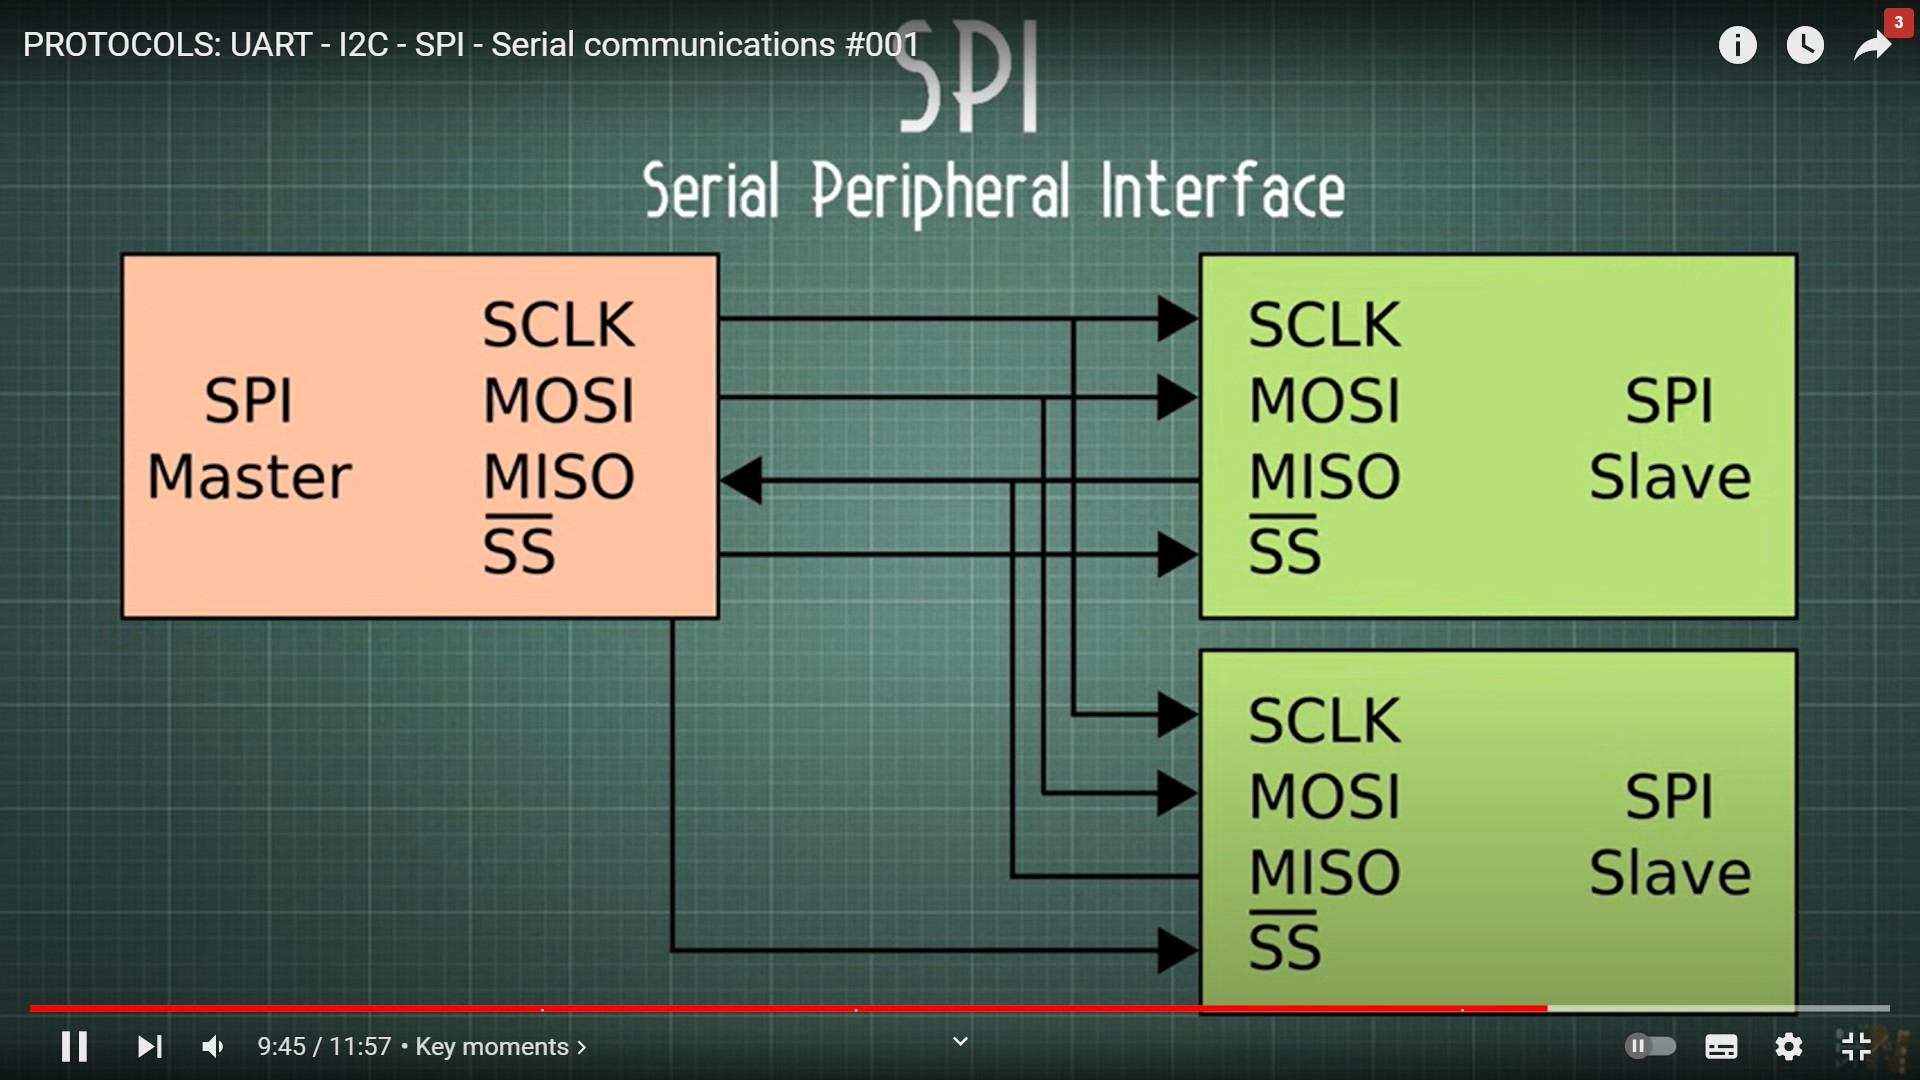 PROTOCOLS: UART - I2C - SPI - Serial communications #001
3
SPI
Serial Peripheral Interface
SPI
Master
SCLK
MOSI
MISO
SS
SCLK
MOSI
MISO
SS
SPI
Slave
SCLK
MOSI
MISO
SS
SPI
Slave
9:45 / 11:57 • Key moments ›